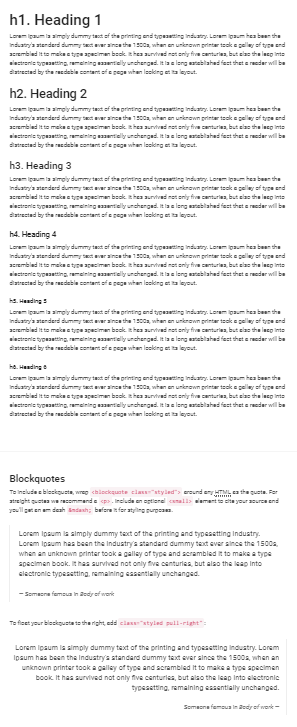 h1. Heading 1
Lorem Ipsum is simply dummy text of the printing and typesetting industry. Lorem Ipsum has been the
industry's standard dummy text ever since the 1500s, when an unknown printer took a galley of type and
scrambled it to make a type specimen book. It has survived not only five centuries, but also the leap into
electronic typesetting, remaining essentially unchanged. It is a long established fact that a reader will be
distracted by the readable content of a page when looking at its layout.
h2. Heading 2
Lorem Ipsum is simply dummy text of the printing and typesetting industry. Lorem Ipsum has been the
industry's standard dummy text ever since the 1500s, when an unknown printer took a galley of type and
scrambled it to make a type specimen book. It has survived not only five centuries, but also the leap into
electronic typesetting, remaining essentially unchanged. It is a long established fact that a reader will be
distracted by the readable content of a page when looking at its layout.
h3. Heading 3
Lorem Ipsum is simply dummy text of the printing and typesetting industry. Lorem Ipsum has been the
industry's standard dummy text ever since the 1500s, when an unknown printer took a galley of type and
scrambled it to make a type specimen book. It has survived not only five centuries, but also the leap into
electronic typesetting, remaining essentially unchanged. It is a long established fact that a reader will be
distracted by the readable content of a page when looking at its layout.
h4. Heading 4
Lorem Ipsum is simply dummy text of the printing and typesetting industry. Lorem Ipsum has been the
industry's standard dummy text ever since the 1500s, when an unknown printer took a galley of type and
scrambled it to make a type specimen book. It has survived not only five centuries, but also the leap into
electronic typesetting, remaining essentially unchanged. It is a long established fact that a reader will be
distracted by the readable content of a page when looking at its layout.
h5. Heading 5
Lorem Ipsum is simply dummy text of the printing and typesetting industry. Lorem Ipsum has been the
industry's standard dummy text ever since the 1500s, when an unknown printer took a galley of type and
scrambled it to make a type specimen book. It has survived not only five centuries, but also the leap into
electronic typesetting, remaining essentially unchanged. It is a long established fact that a reader will be
distracted by the readable content of a page when looking at its layout.
h6. Heading 6
Lorem Ipsum is simply dummy text of the printing and typesetting industry. Lorem Ipsum has been the
industry's standard dummy text ever since the 1500s, when an unknown printer took a galley of type and
scrambled it to make a type specimen book. It has survived not only five centuries, but also the leap into
electronic typesetting, remaining essentially unchanged. It is a long established fact that a reader will be
distracted by the readable content of a page when looking at its layout.
Blockquotes
To include a blockquote, wrap <blockquote class="styled"> around any HTML as the quote. For
straight quotes we recommend a <p>. Include an optional <small> element to cite your source and
you'll get an em dash &mdash; before it for styling purposes.
Lorem Ipsum is simply dummy text of the printing and typesetting industry.
Lorem Ipsum has been the industry's standard dummy text ever since the 1500s,
when an unknown printer took a galley of type and scrambled it to make a type
specimen book. It has survived not only five centuries, but also the leap into
electronic typesetting, remaining essentially unchanged.
— Someone famous in Body of work
To float your blockquote to the right, add class="styled pull-right":
Lorem Ipsum is simply dummy text of the printing and typesetting industry. Lorem
Ipsum has been the industry's standard dummy text ever since the 1500s, when an
unknown printer took a galley of type and scrambled it to make a type specimen
book. It has survived not only five centuries, but also the leap into electronic
typesetting, remaining essentially unchanged.
Someone famous in Body of work —